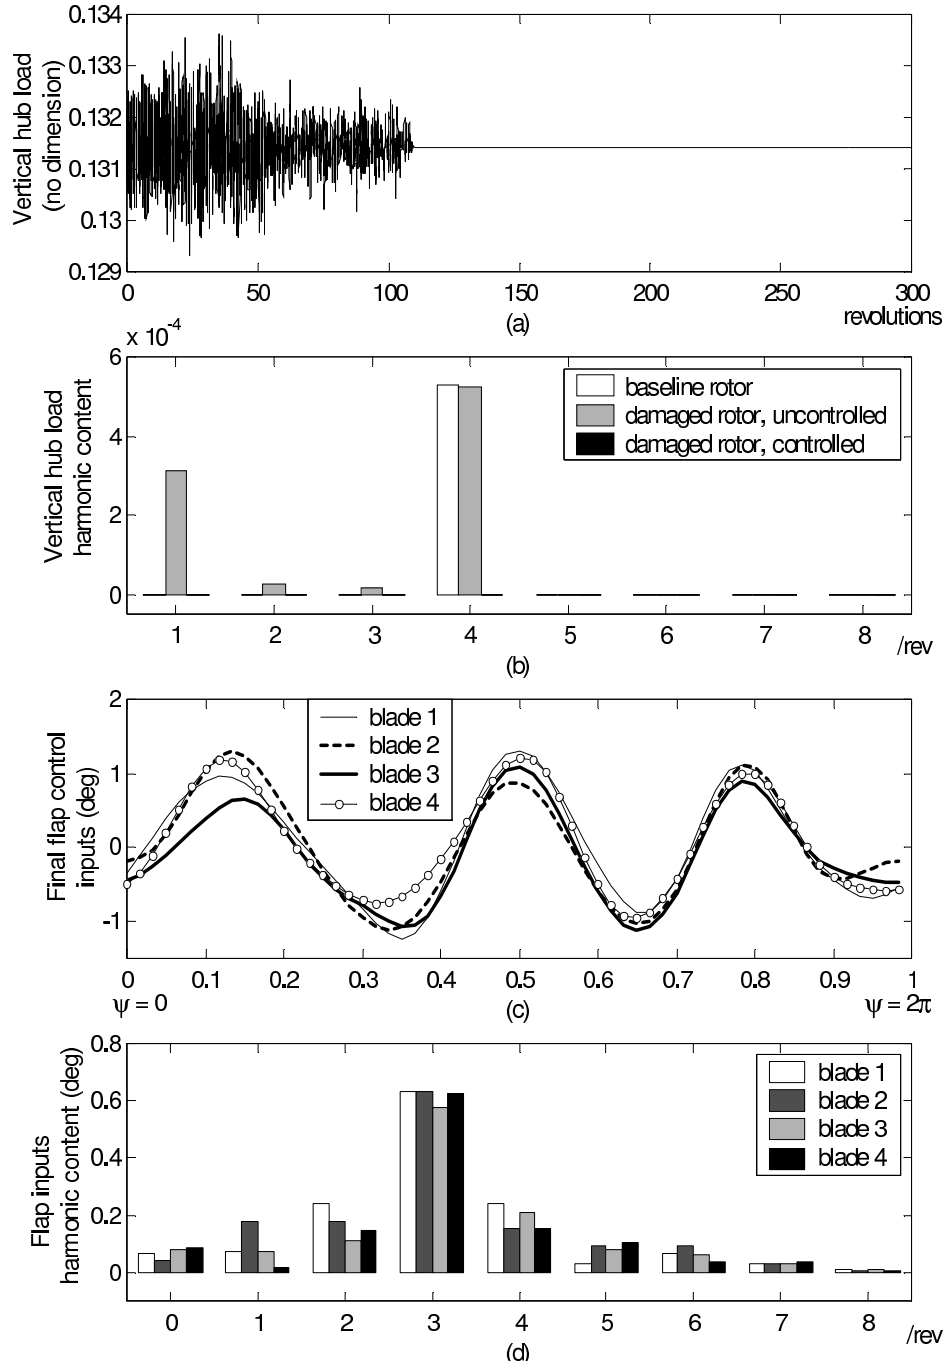 Vertical hub load
(no dimension)
0.134
0.133
0.132
0.131
0.13
0.129
0 50 100 150 200 250 300
(a) revolutions
x 10-4
Vertical hub load
harmonic content
6
4
2
0
baseline rotor
damaged rotor, uncontrolled
damaged rotor, controlled
1 2 3 4 5 6 7 8 /rev
(b)
Final flap control
inputs (deg)
2
1
0
-1
blade 1
blade 2
blade 3
blade 4
0 0.1 0.2 0.3 0.4 0.5 0.6 0.7 0.8 0.9 1
ψ = 0 (c) ψ = 2π
Flap inputs
harmonic content (deg)
0.8
0.6
0.4
0.2
0
blade 1
blade 2
blade 3
blade 4
0 1 2 3 4 5 6 7 8 /rev
(d)